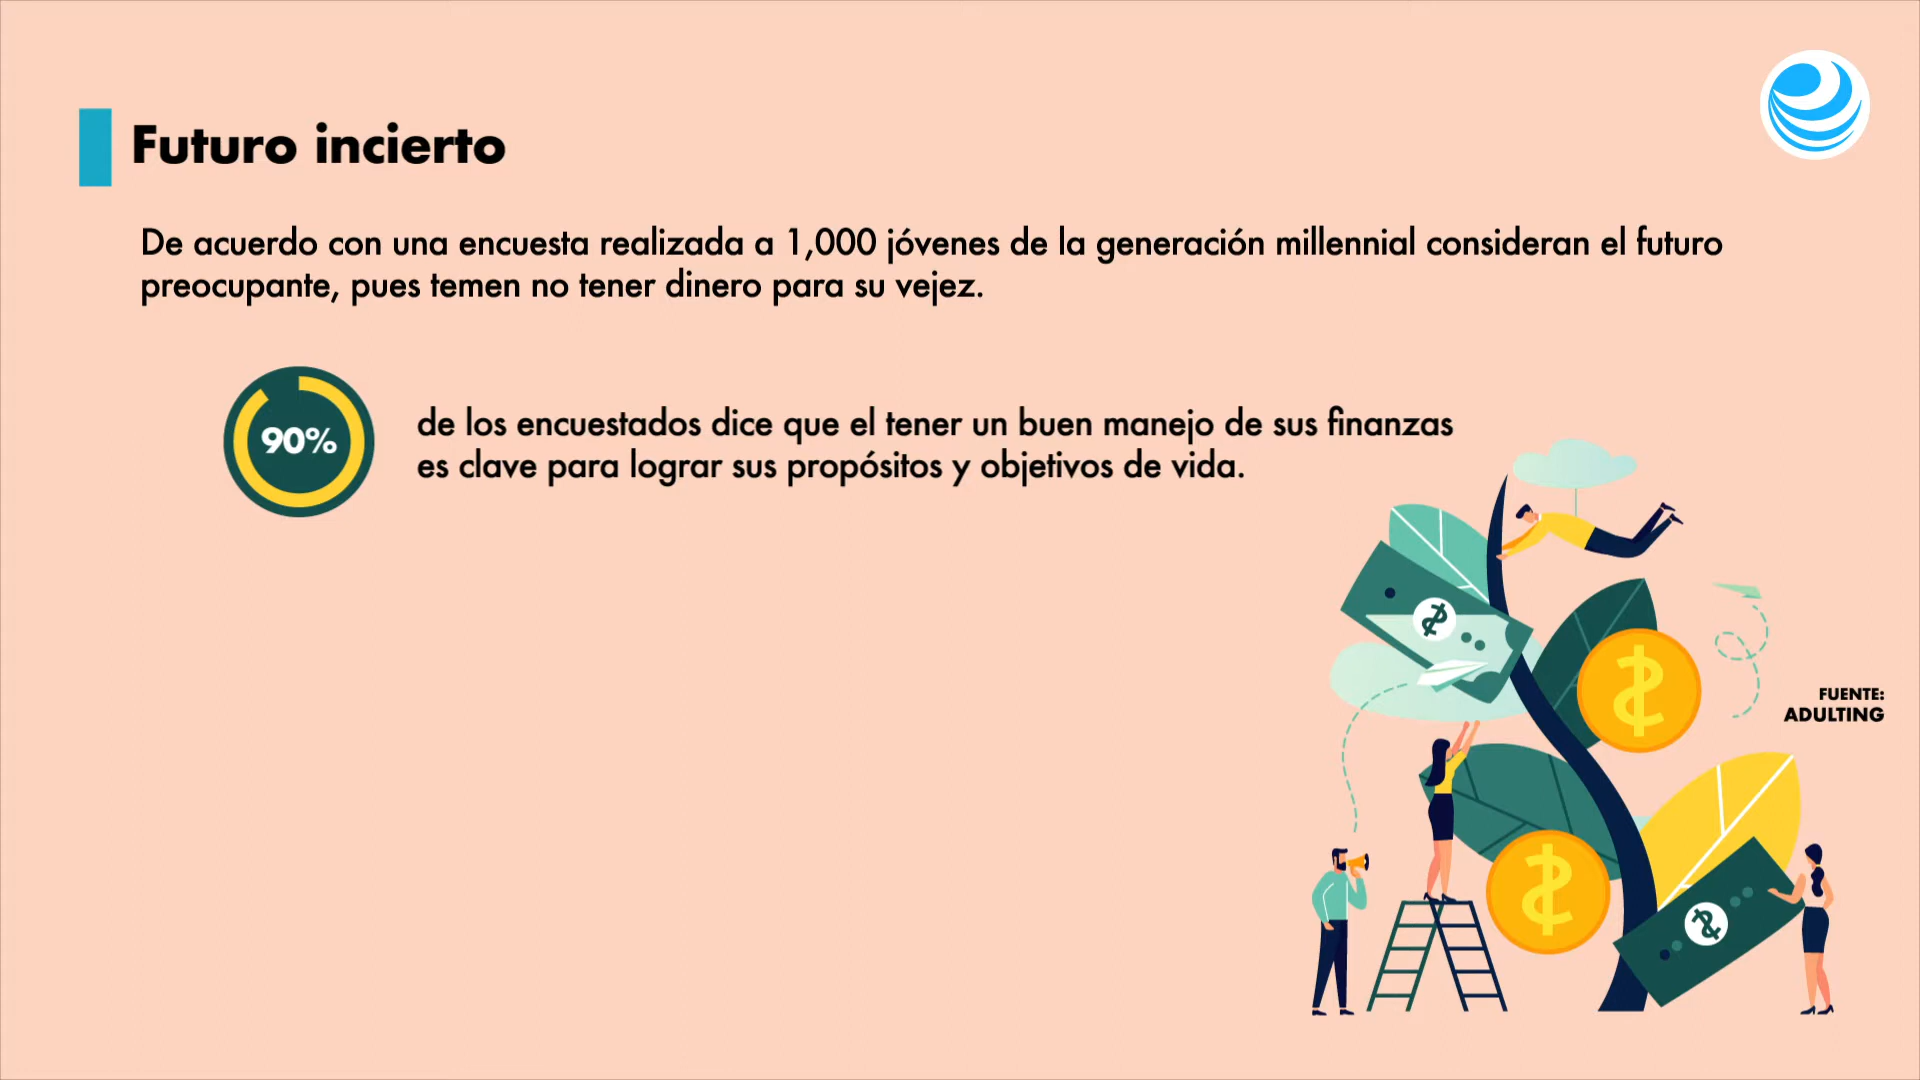 Futuro incierto
De acuerdo con una encuesta realizada a 1,000 jóvenes de la generación millennial consideran el futuro
preocupante, pues temen no tener dinero para su vejez.
90%
de los encuestados dice que el tener un buen manejo de sus finanzas
es clave para lograr sus propósitos y objetivos de vida.
FUENTE:
ADULTING